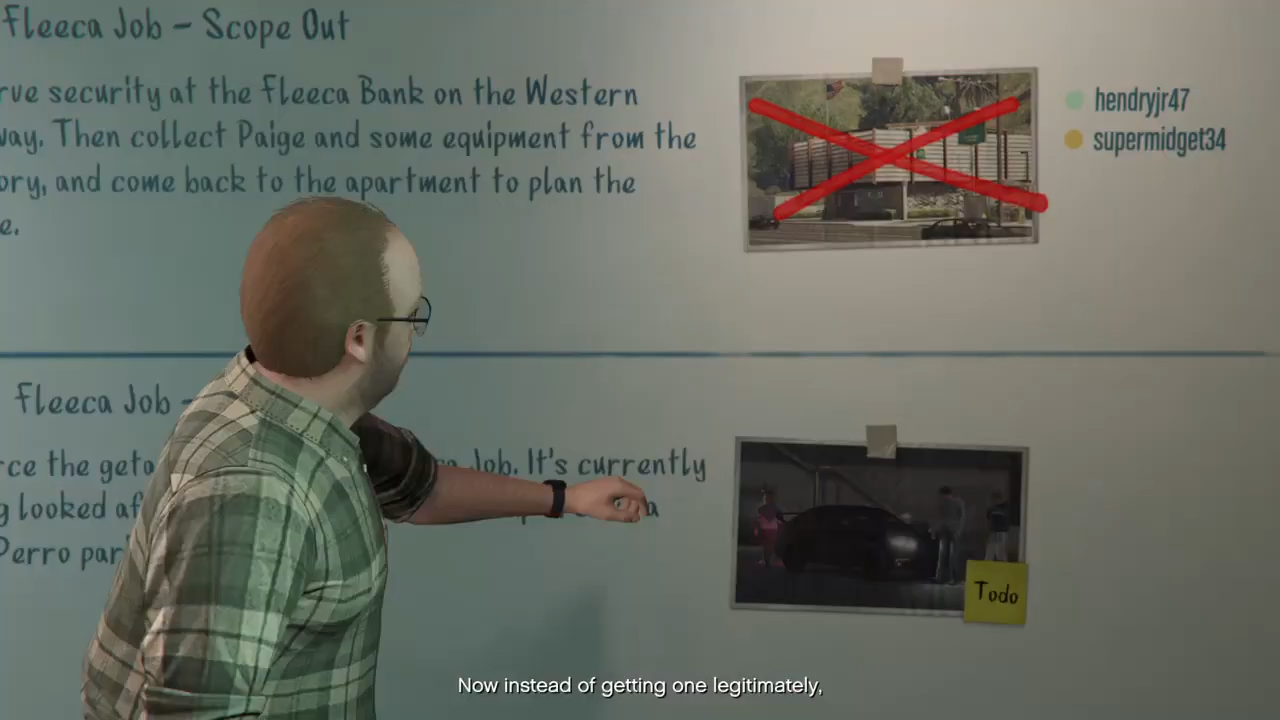 Fleeca Job - Scope Out
rve security at the Fleeca Bank on the Western
way. Then collect Paige and some equipment from the
ory, and come back to the apartment to plan the
e.
hendryjr47
supermidget34
Fleeca Job -
rce the geta Job. It's currently
g looked af a
Perro par
Todo
Now instead of getting one legitimately,